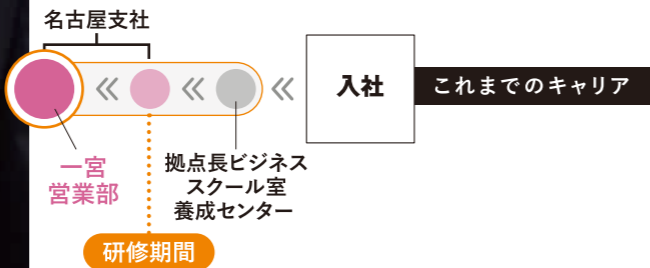 これまでのキャリア
入社
名古屋支社
拠点長ビジネス
スクール室
養成センター
一宮
営業部
研修期間